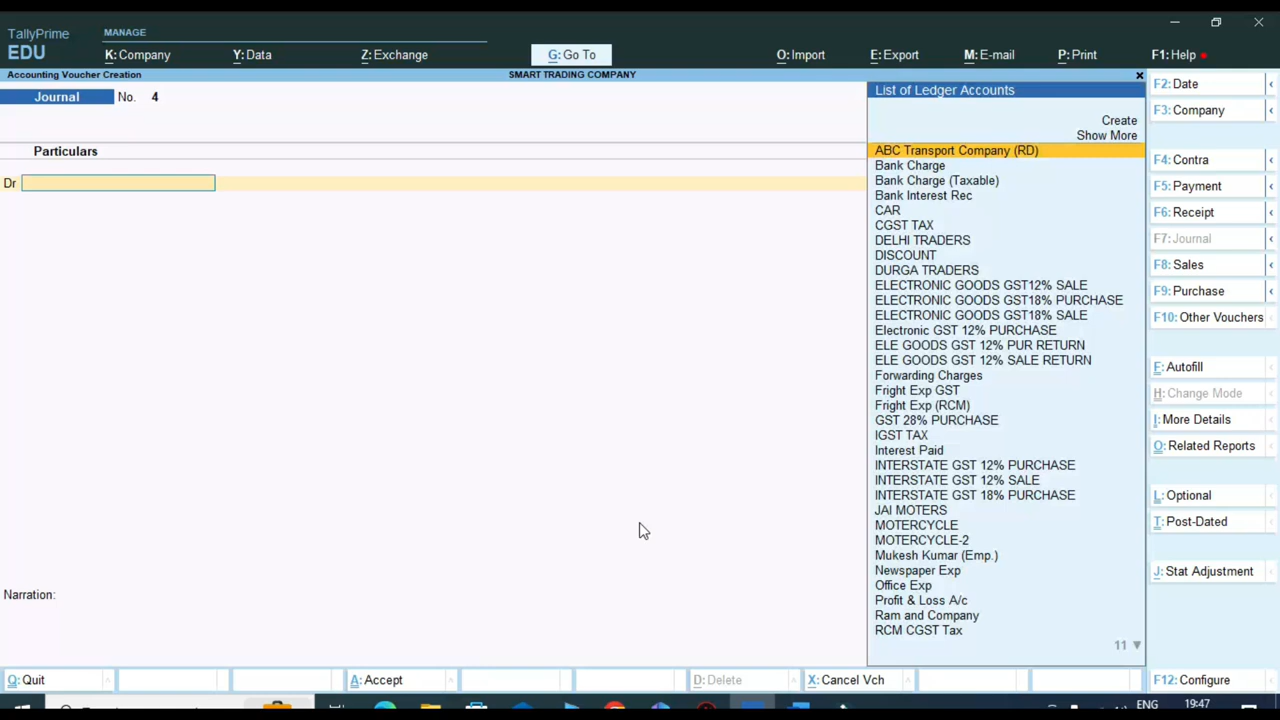 TallyPrime
EDU
MANAGE
K: Company
Y: Data
Z: Exchange
G: Go To
O: Import
E: Export
M: E-mail
P: Print
F1: Help
Accounting Voucher Creation
SMART TRADING COMPANY
Journal No. 4
Particulars
Dr
Narration:
List of Ledger Accounts
Create
Show More
ABC Transport Company (RD)
Bank Charge
Bank Charge (Taxable)
Bank Interest Rec
CAR
CGST TAX
DELHI TRADERS
DISCOUNT
DURGA TRADERS
ELECTRONIC GOODS GST12% SALE
ELECTRONIC GOODS GST18% PURCHASE
ELECTRONIC GOODS GST18% SALE
Electronic GST 12% PURCHASE
ELE GOODS GST 12% PUR RETURN
ELE GOODS GST 12% SALE RETURN
Forwarding Charges
Fright Exp GST
Fright Exp (RCM)
GST 28% PURCHASE
IGST TAX
Interest Paid
INTERSTATE GST 12% PURCHASE
INTERSTATE GST 12% SALE
INTERSTATE GST 18% PURCHASE
JAI MOTERS
MOTERCYCLE
MOTERCYCLE-2
Mukesh Kumar (Emp.)
Newspaper Exp
Office Exp
Profit & Loss A/c
Ram and Company
RCM CGST Tax
11
F2: Date
F3: Company
F4: Contra
F5: Payment
F6: Receipt
F7: Journal
F8: Sales
F9: Purchase
F10: Other Vouchers
F: Autofill
H: Change Mode
I: More Details
O: Related Reports
L: Optional
T: Post-Dated
J: Stat Adjustment
Q: Quit
A: Accept
D: Delete
X: Cancel Vch
F12: Configure
ENG
19:47